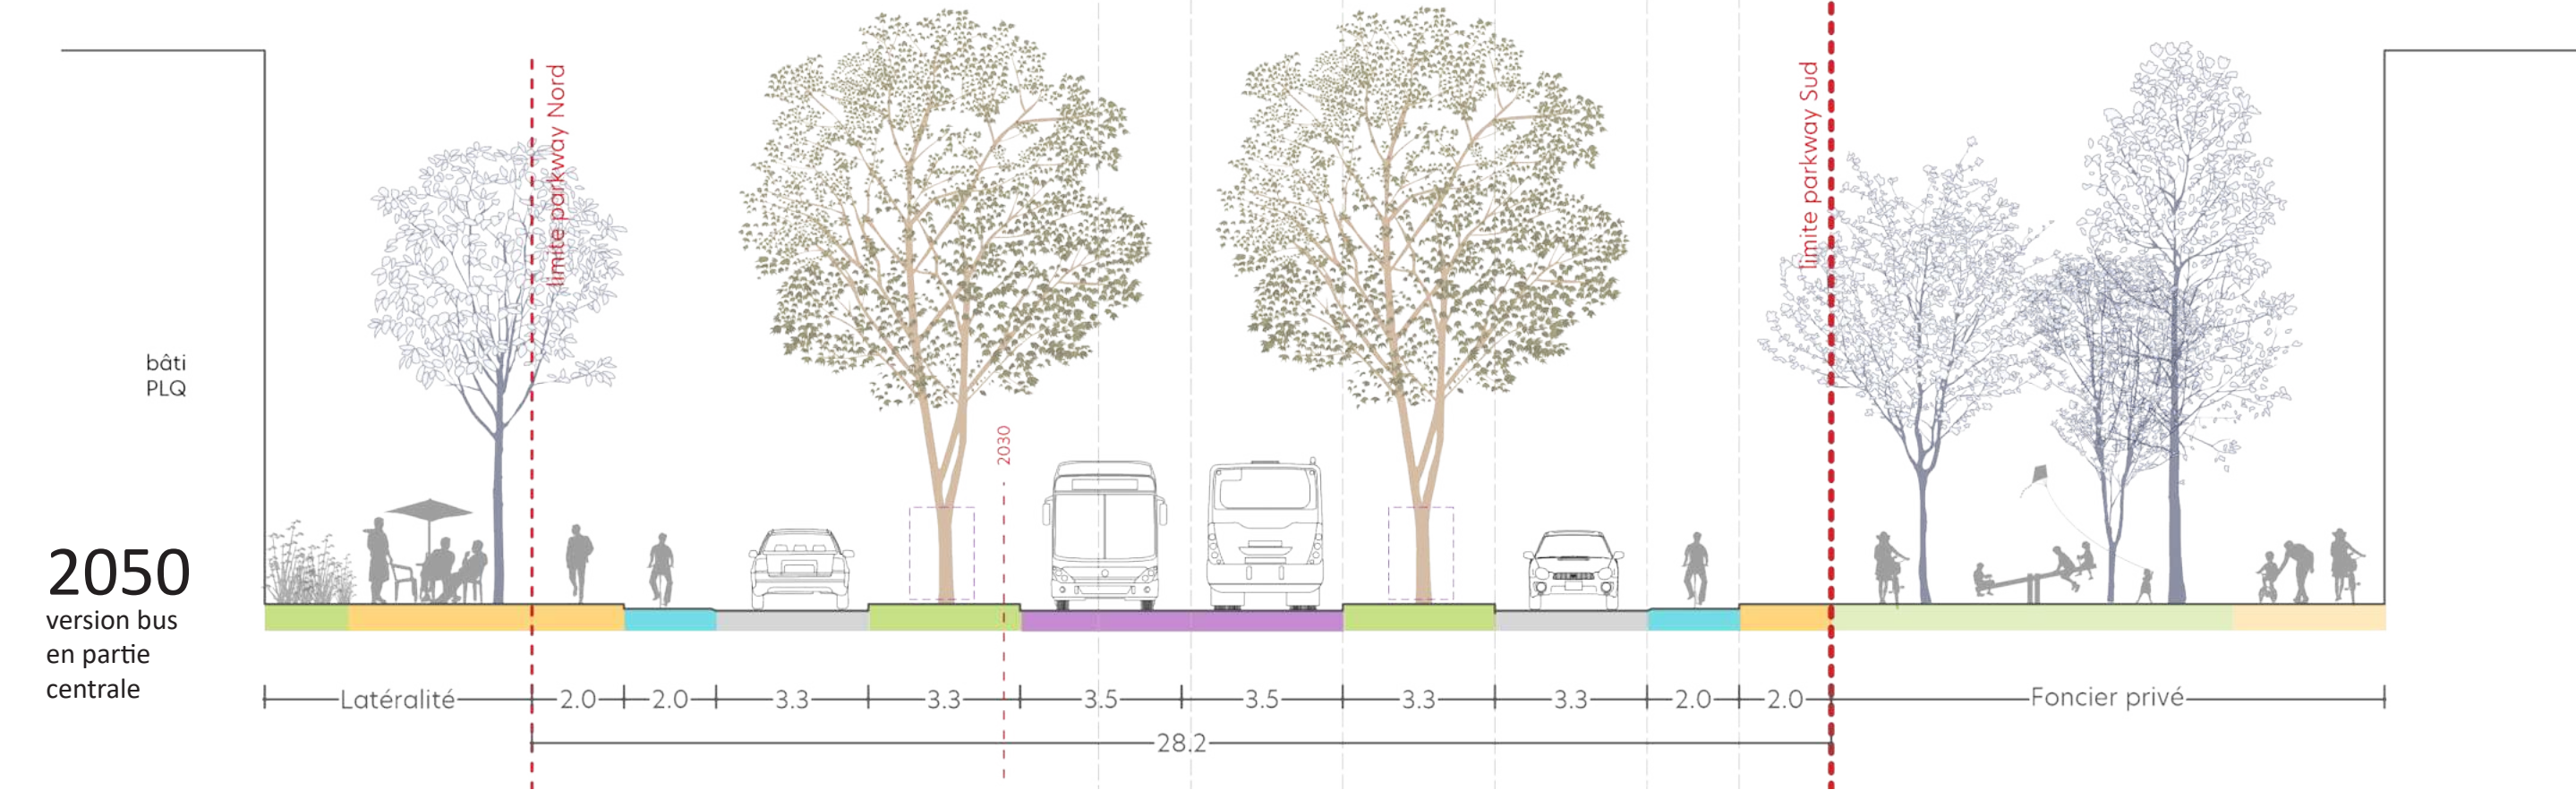 limite parkway Nord
limite parkway Sud
bâti
PLQ
2030
2050
version bus
en partie
centrale
Latéralité
2.0
2.0
3.3
3.3
3.5
3.5
3.3
3.3
2.0
2.0
Foncier privé
28.2